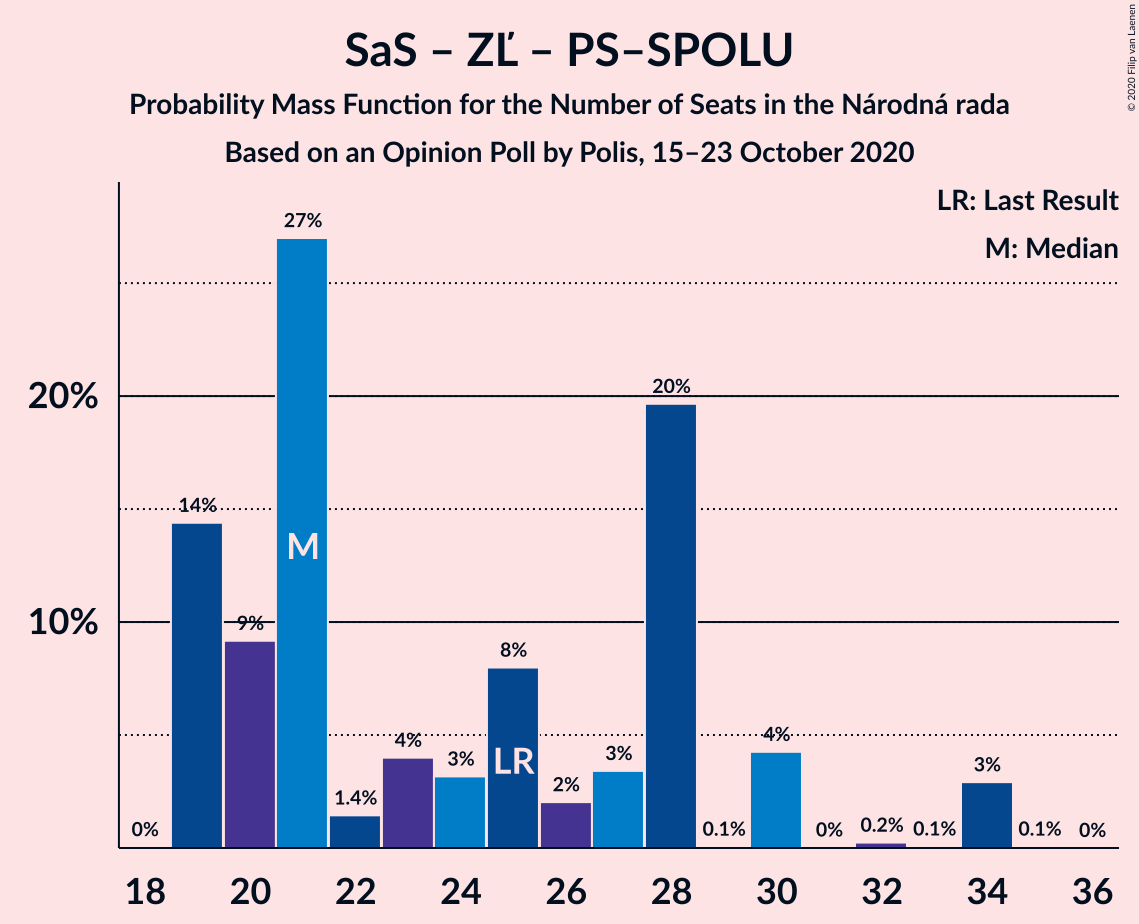 SaS – ZĽ – PS–SPOLU
Probability Mass Function for the Number of Seats in the Národná rada
Based on an Opinion Poll by Polis, 15–23 October 2020
© 2020 Filip van Laenen
LR: Last Result
M: Median
27%
20%
20%
14%
M
10%
9%
8%
4%
3%
LR
3%
4%
3%
2%
1.4%
0%
0.1%
0%
0.2%
0.1%
0.1%
0%
18 20 22 24 26 28 30 32 34 36